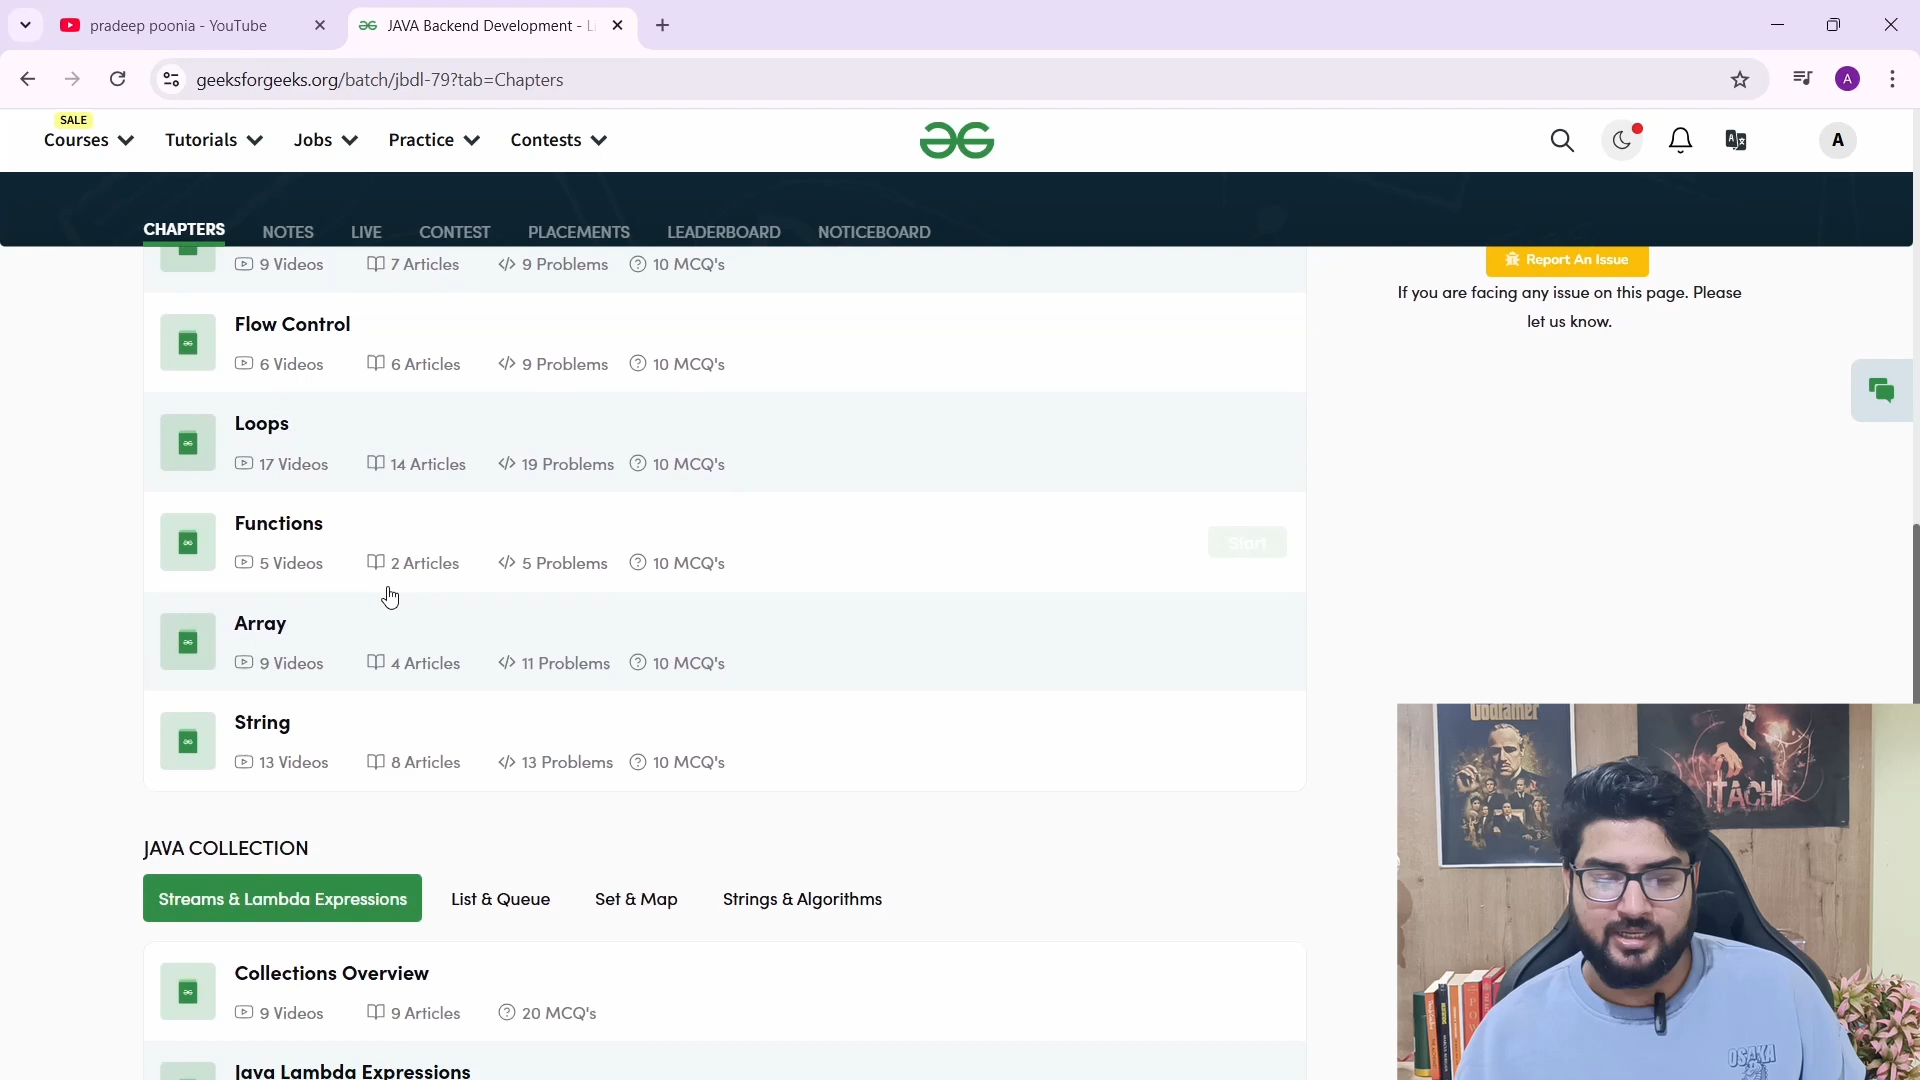 pradeep poonia - YouTube
JAVA Backend Development - Li
geeksforgeeks.org/batch/jbdl-79?tab=Chapters
A
SALE
Courses
Tutorials
Jobs
Practice
Contests
A
CHAPTERS
NOTES
LIVE
CONTEST
PLACEMENTS
LEADERBOARD
NOTICEBOARD
9 Videos 7 Articles 9 Problems 10 MCQ's
Report An Issue
If you are facing any issue on this page. Please
let us know.
Flow Control
6 Videos 6 Articles 9 Problems 10 MCQ's
Loops
17 Videos 14 Articles 19 Problems 10 MCQ's
Functions
5 Videos 2 Articles 5 Problems 10 MCQ's
Start
Array
9 Videos 4 Articles 11 Problems 10 MCQ's
String
13 Videos 8 Articles 13 Problems 10 MCQ's
JAVA COLLECTION
Streams & Lambda Expressions
List & Queue
Set & Map
Strings & Algorithms
Collections Overview
9 Videos 9 Articles 20 MCQ's
Java Lambda Expressions
Godfather
ITACHI
OSAKA